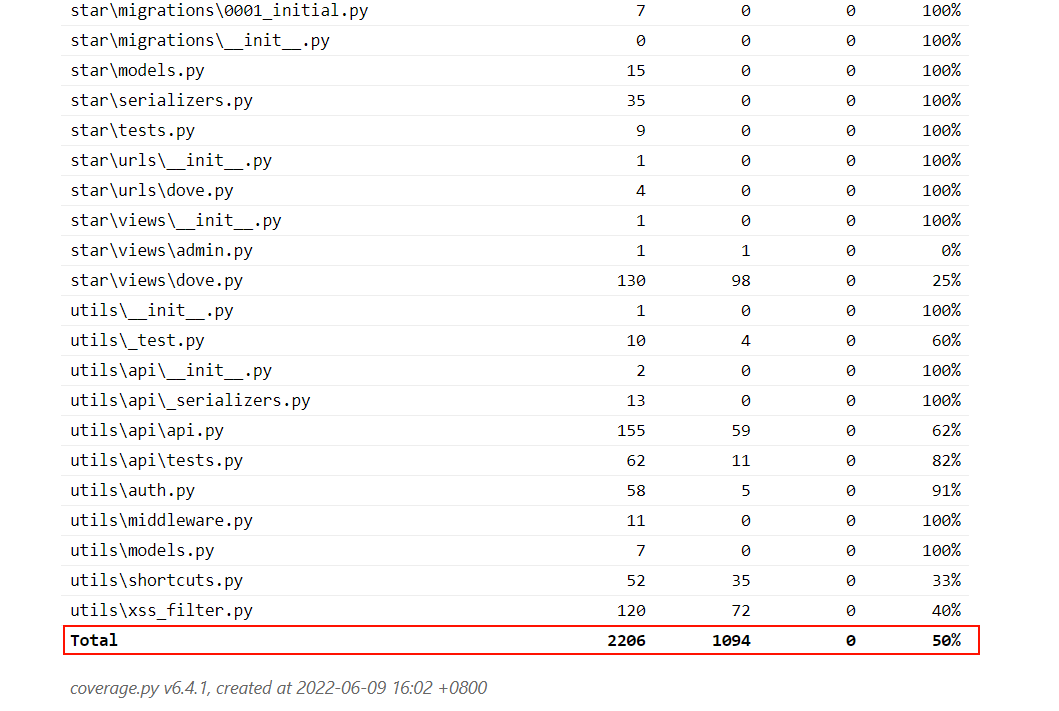 star\migrations\0001_initial.py 7 0 0 100%
star\migrations\__init__.py 0 0 0 100%
star\models.py 15 0 0 100%
star\serializers.py 35 0 0 100%
star\tests.py 9 0 0 100%
star\urls\__init__.py 1 0 0 100%
star\urls\dove.py 4 0 0 100%
star\views\__init__.py 1 0 0 100%
star\views\admin.py 1 1 0 0%
star\views\dove.py 130 98 0 25%
utils\__init__.py 1 0 0 100%
utils\_test.py 10 4 0 60%
utils\api\__init__.py 2 0 0 100%
utils\api\_serializers.py 13 0 0 100%
utils\api\api.py 155 59 0 62%
utils\api\tests.py 62 11 0 82%
utils\auth.py 58 5 0 91%
utils\middleware.py 11 0 0 100%
utils\models.py 7 0 0 100%
utils\shortcuts.py 52 35 0 33%
utils\xss_filter.py 120 72 0 40%
Total 2206 1094 0 50%
coverage.py v6.4.1, created at 2022-06-09 16:02 +0800